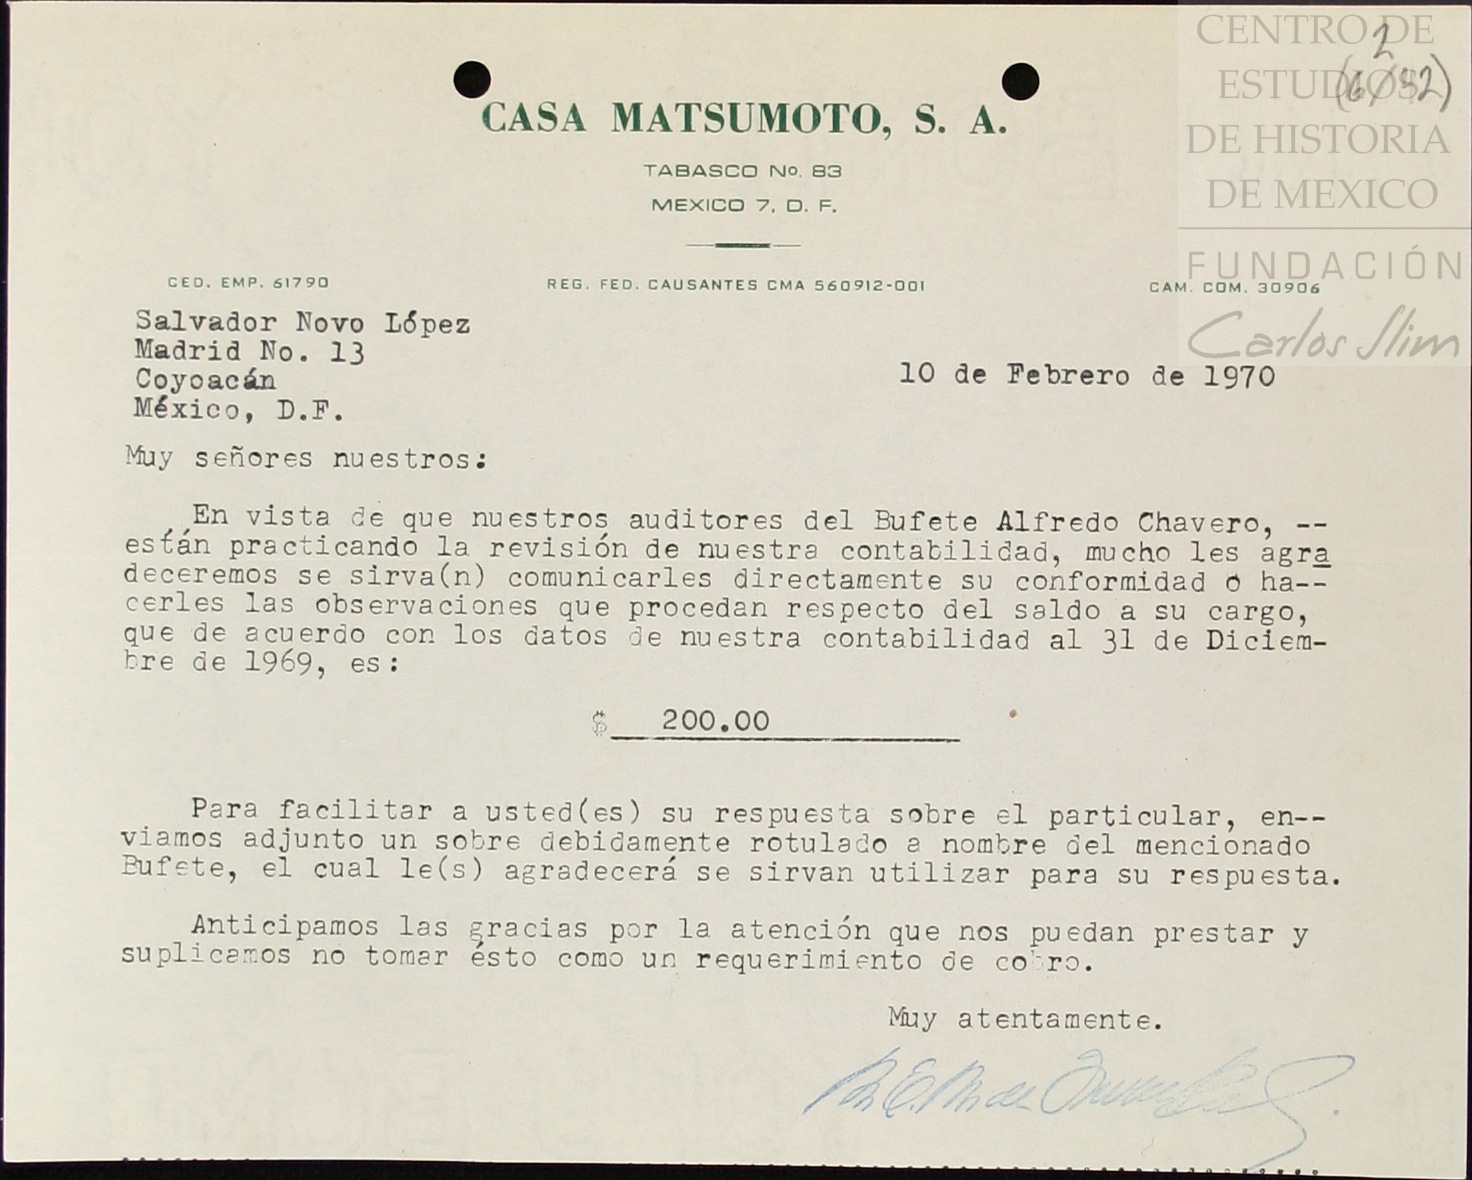 CENTRO DE
ESTUDIOS
DE HISTORIA
DE MEXICO
FUNDACIÓN
Carlos Slim
2
(6/52)
CASA MATSUMOTO, S. A.
TABASCO No. 83
MEXICO 7, D. F.
CED. EMP. 61790 REG. FED. CAUSANTES CMA 560912-001 CAM. COM. 30906
Salvador Novo López
Madrid No. 13
Coyoacán
México, D.F.
10 de Febrero de 1970
Muy señores nuestros:
En vista de que nuestros auditores del Bufete Alfredo Chavero, --
están practicando la revisión de nuestra contabilidad, mucho les agra
deceremos se sirva(n) comunicarles directamente su conformidad o ha--
cerles las observaciones que procedan respecto del saldo a su cargo,
que de acuerdo con los datos de nuestra contabilidad al 31 de Diciem-
bre de 1969, es:
$ 200.00
Para facilitar a usted(es) su respuesta sobre el particular, en--
viamos adjunto un sobre debidamente rotulado a nombre del mencionado
Bufete, el cual le(s) agradecerá se sirvan utilizar para su respuesta.
Anticipamos las gracias por la atención que nos puedan prestar y
suplicamos no tomar ésto como un requerimiento de cobro.
Muy atentamente.